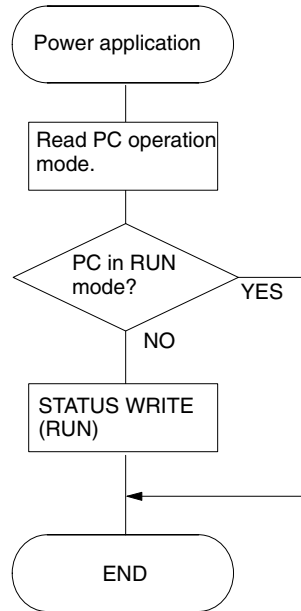 Power application
Read PC operation
mode.
PC in RUN
mode?
YES
NO
STATUS WRITE
(RUN)
END